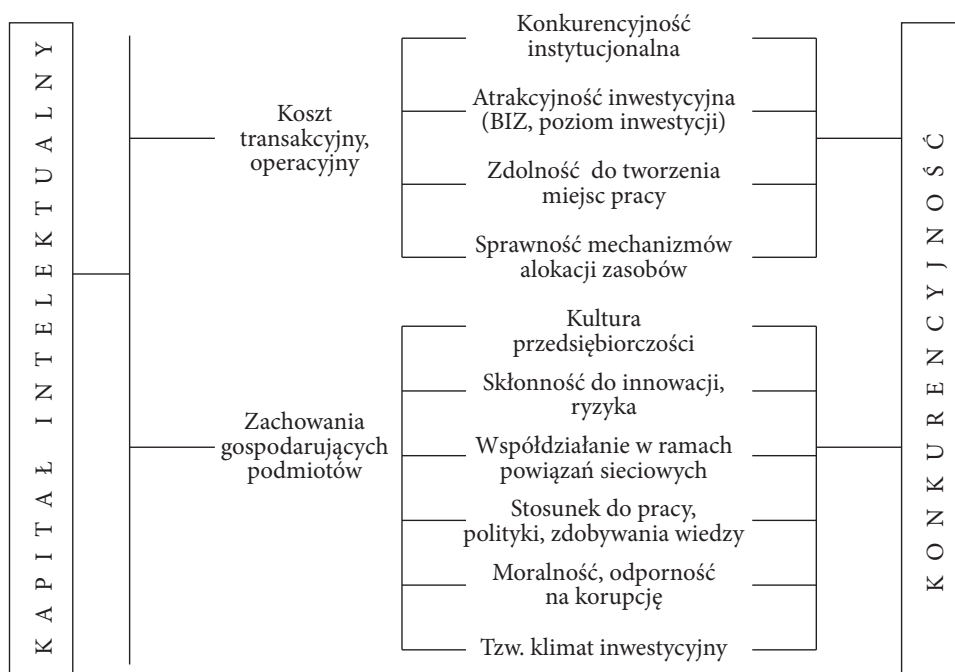 KAPITAŁ INTELEKTUALNY
Koszt
transakcyjny,
operacyjny
Konkurencyjność
instytucjonalna
Atrakcyjność inwestycyjna
(BIZ, poziom inwestycji)
Zdolność do tworzenia
miejsc pracy
Sprawność mechanizmów
alokacji zasobów
Zachowania
gospodarujących
podmiotów
Kultura
przedsiębiorczości
Skłonność do innowacji,
ryzyka
Współdziałanie w ramach
powiązań sieciowych
Stosunek do pracy,
polityki, zdobywania wiedzy
Moralność, odporność
na korupcję
Tzw. klimat inwestycyjny
KONKURENCYJNOŚĆ